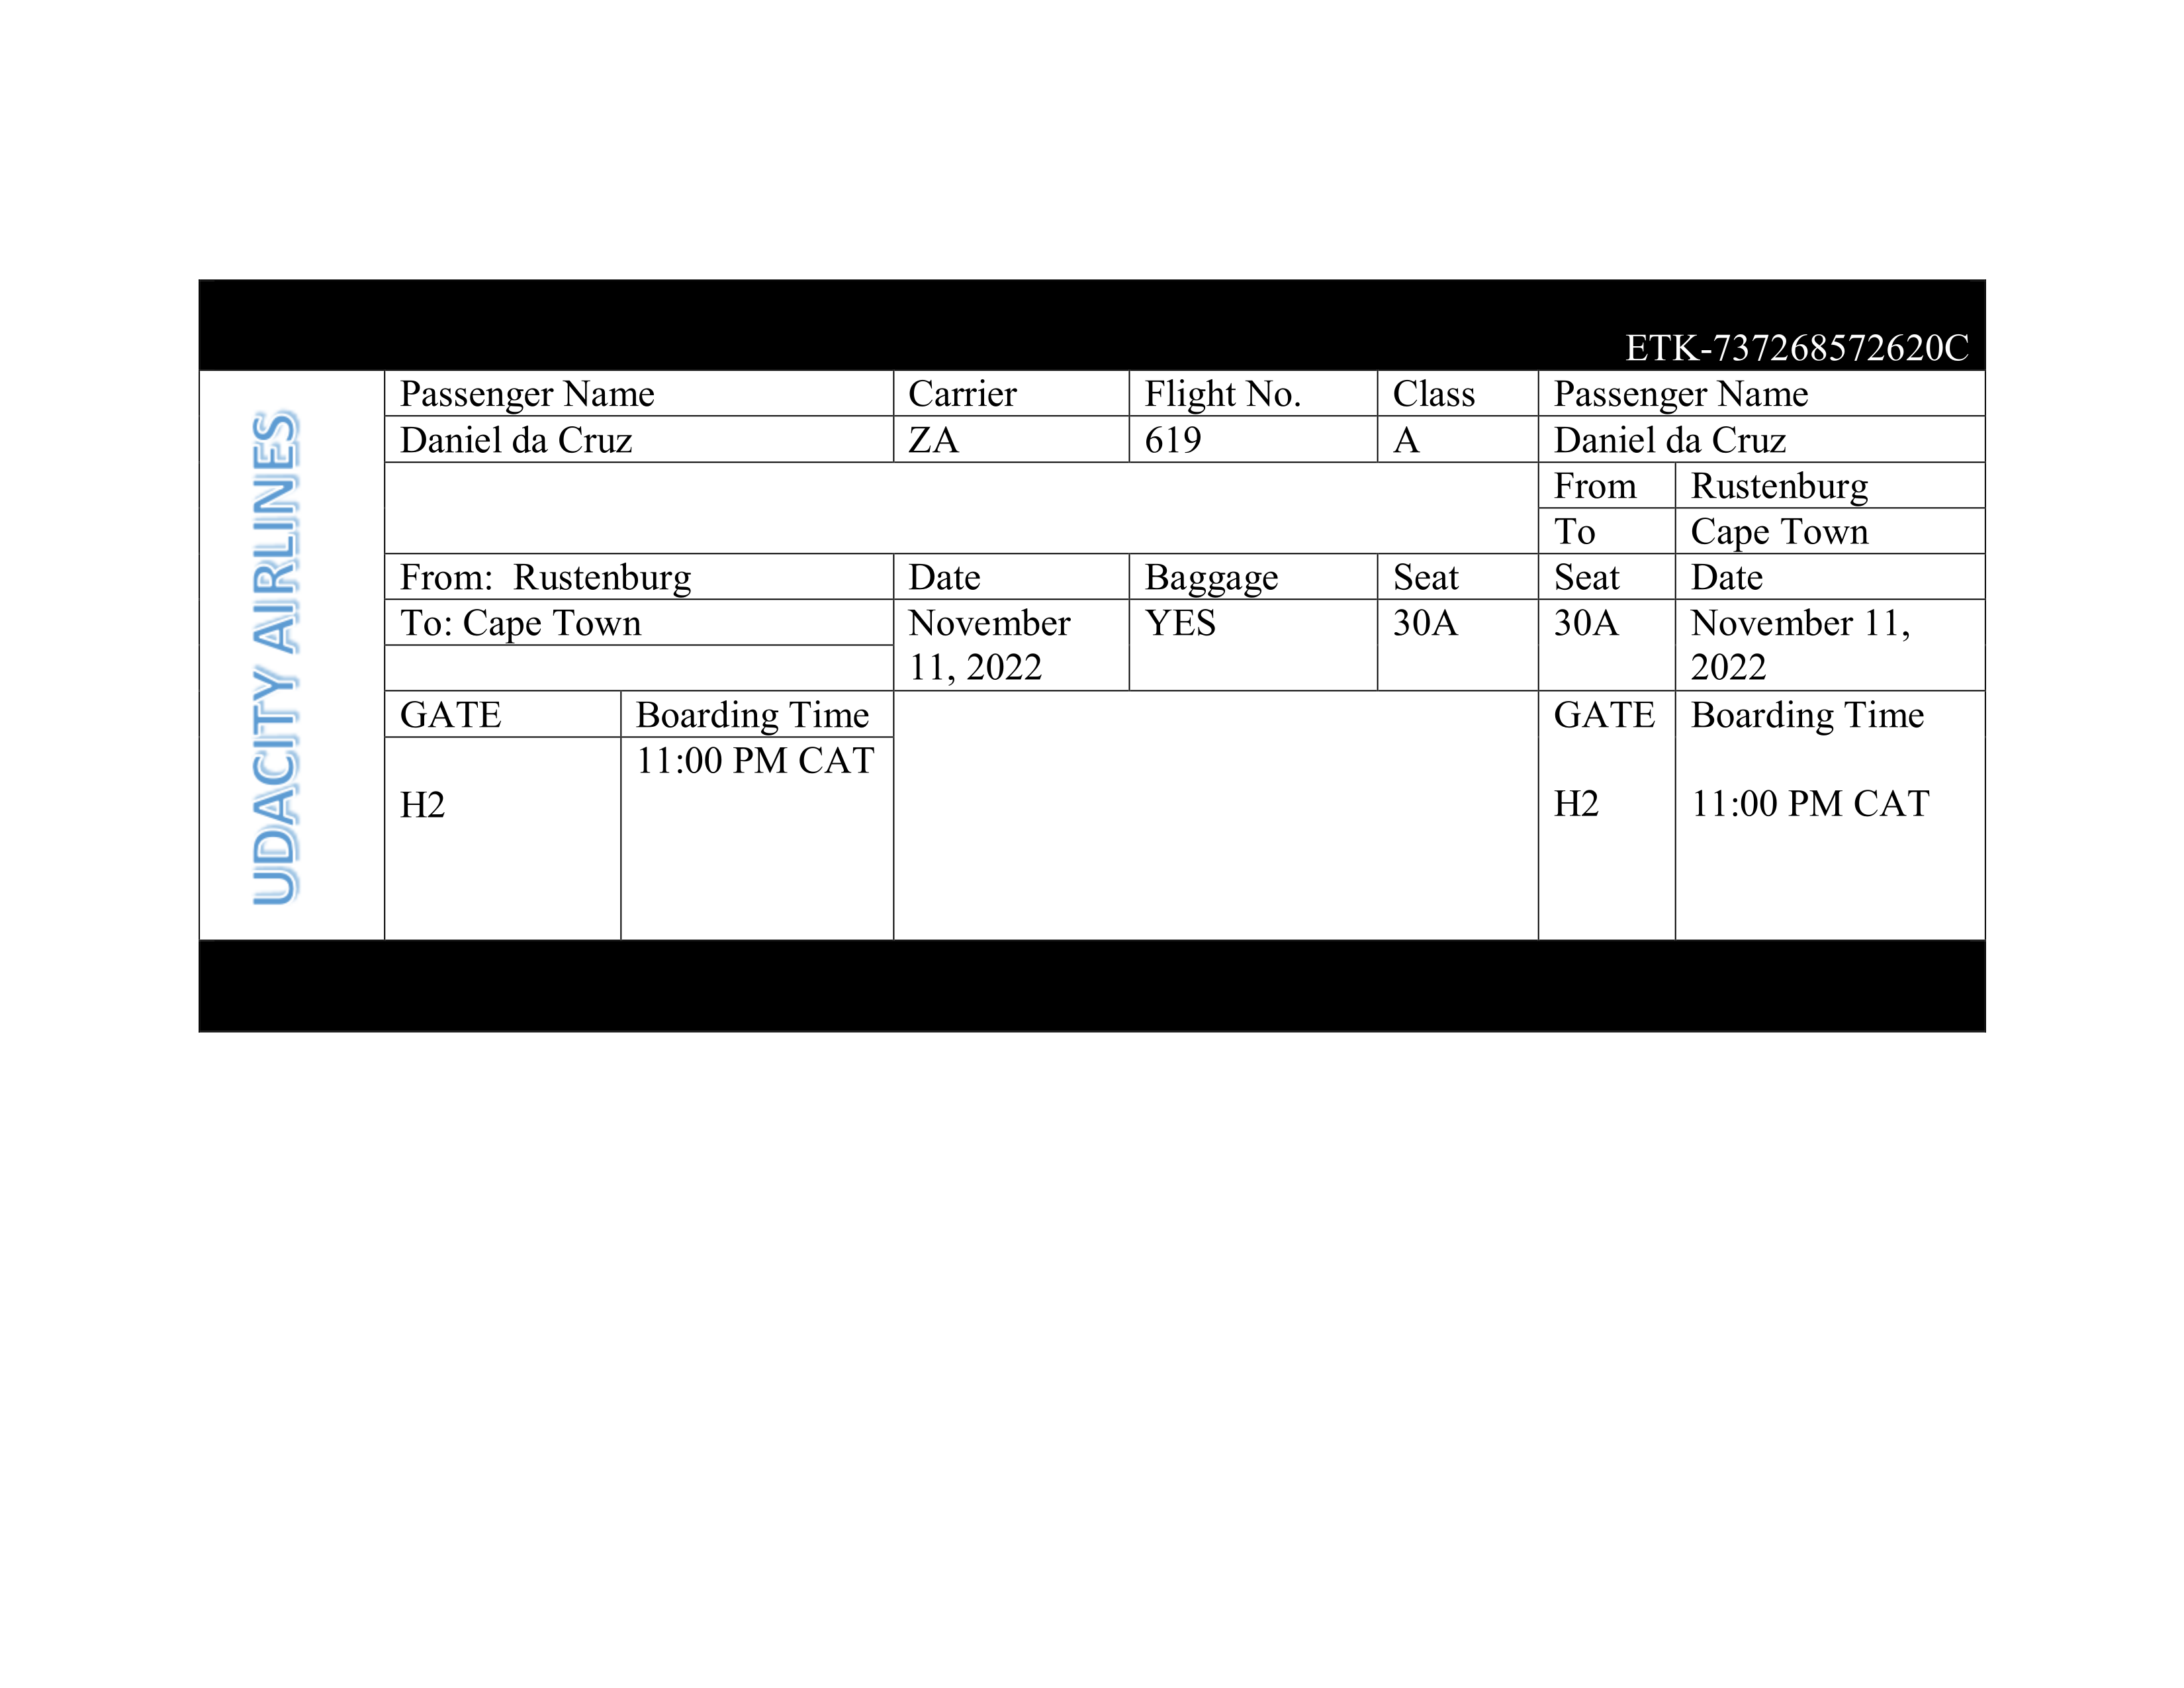 ETK-737268572620C
UDACITY AIRLINES
Passenger Name Carrier Flight No. Class Passenger Name
Daniel da Cruz ZA 619 A Daniel da Cruz
From Rustenburg
To Cape Town
From: Rustenburg Date Baggage Seat Seat Date
To: Cape Town November YES 30A 30A November 11,
11, 2022 2022
GATE Boarding Time GATE Boarding Time
11:00 PM CAT
H2 H2 11:00 PM CAT